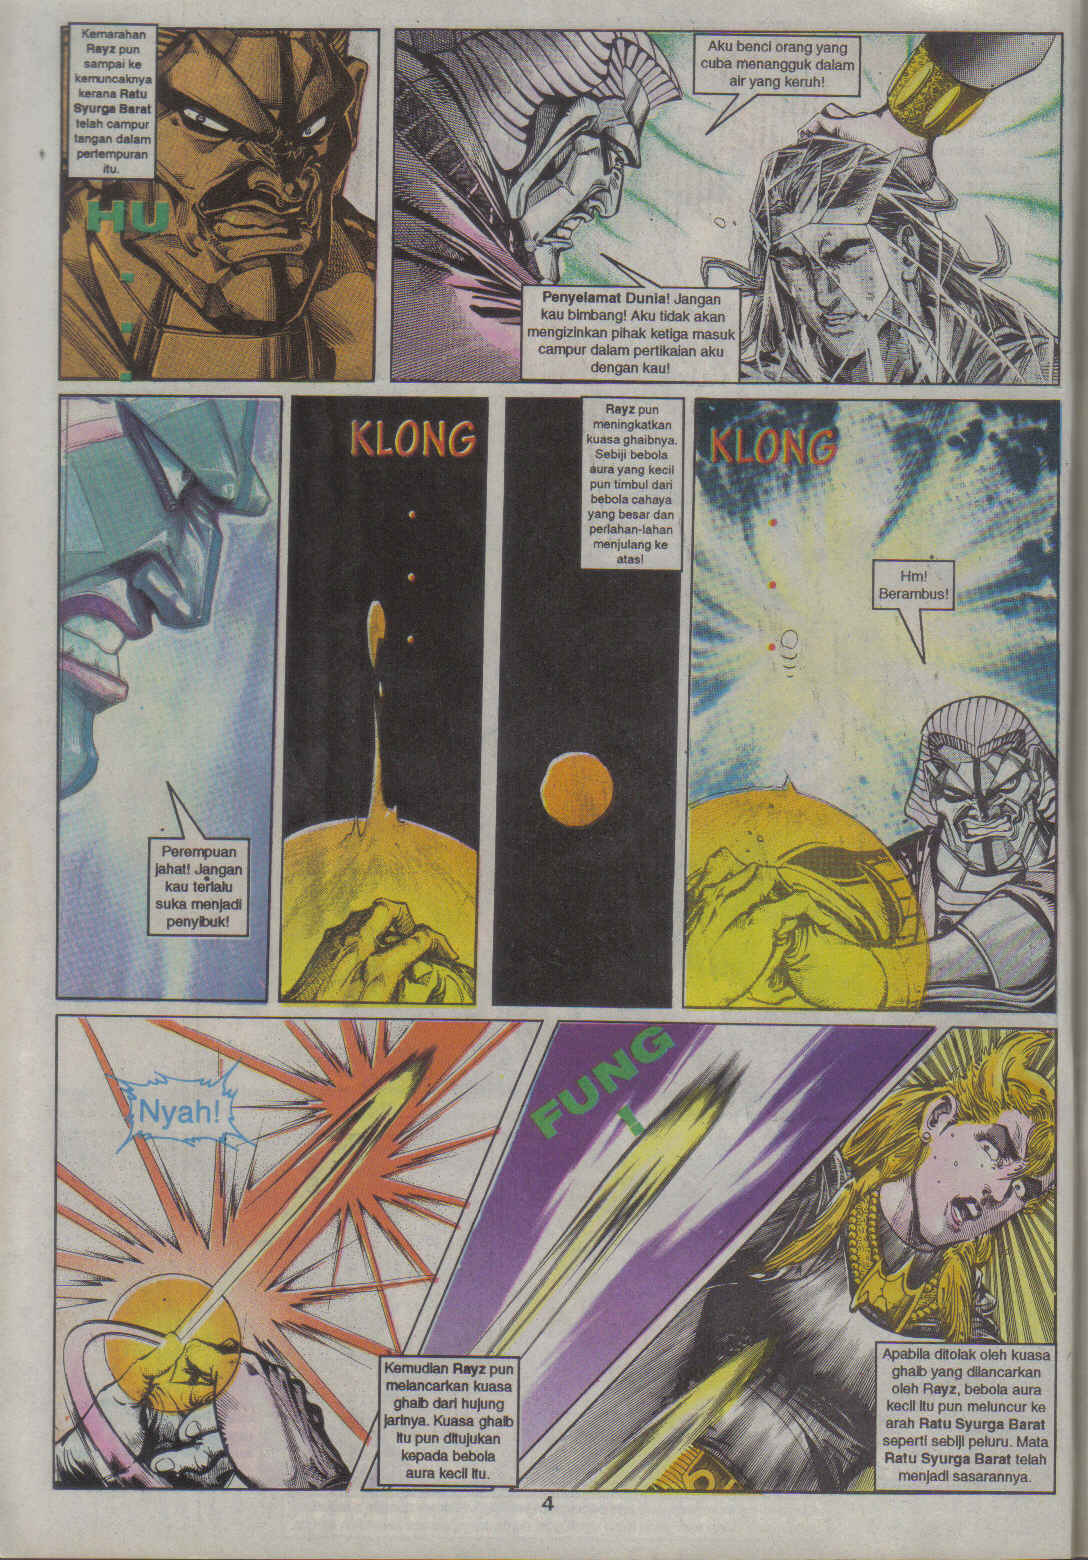 Kemarahan
Rayz pun
sampai ke
kemuncaknya
kerana Ratu
Syurga Barat
telah campur
tangan dalam
pertempuran
itu.
HU
...
Aku benci orang yang
cuba menangguk dalam
air yang keruh!
Penyelamat Dunia! Jangan
kau bimbang! Aku tidak akan
mengizinkan pihak ketiga masuk
campur dalam pertikaian aku
dengan kau!
Perempuan
jahat! Jangan
kau terlalu
suka menjadi
penyibuk!
KLONG
...
Rayz pun
meningkatkan
kuasa ghaibnya.
Sebiji bebola
aura yang kecil
pun timbul dari
bebola cahaya
yang besar dan
perlahan-lahan
menjulang ke
atas!
KLONG
...
Hm!
Berambus!
Nyah!
Kemudian Rayz pun
melancarkan kuasa
ghaib dari hujung
jarinya. Kuasa ghaib
itu pun ditujukan
kepada bebola
aura kecil itu.
FUNG
!
Apabila ditolak oleh kuasa
ghaib yang dilancarkan
oleh Rayz, bebola aura
kecil itu pun meluncur ke
arah Ratu Syurga Barat
seperti sebiji peluru. Mata
Ratu Syurga Barat telah
menjadi sasarannya.
4